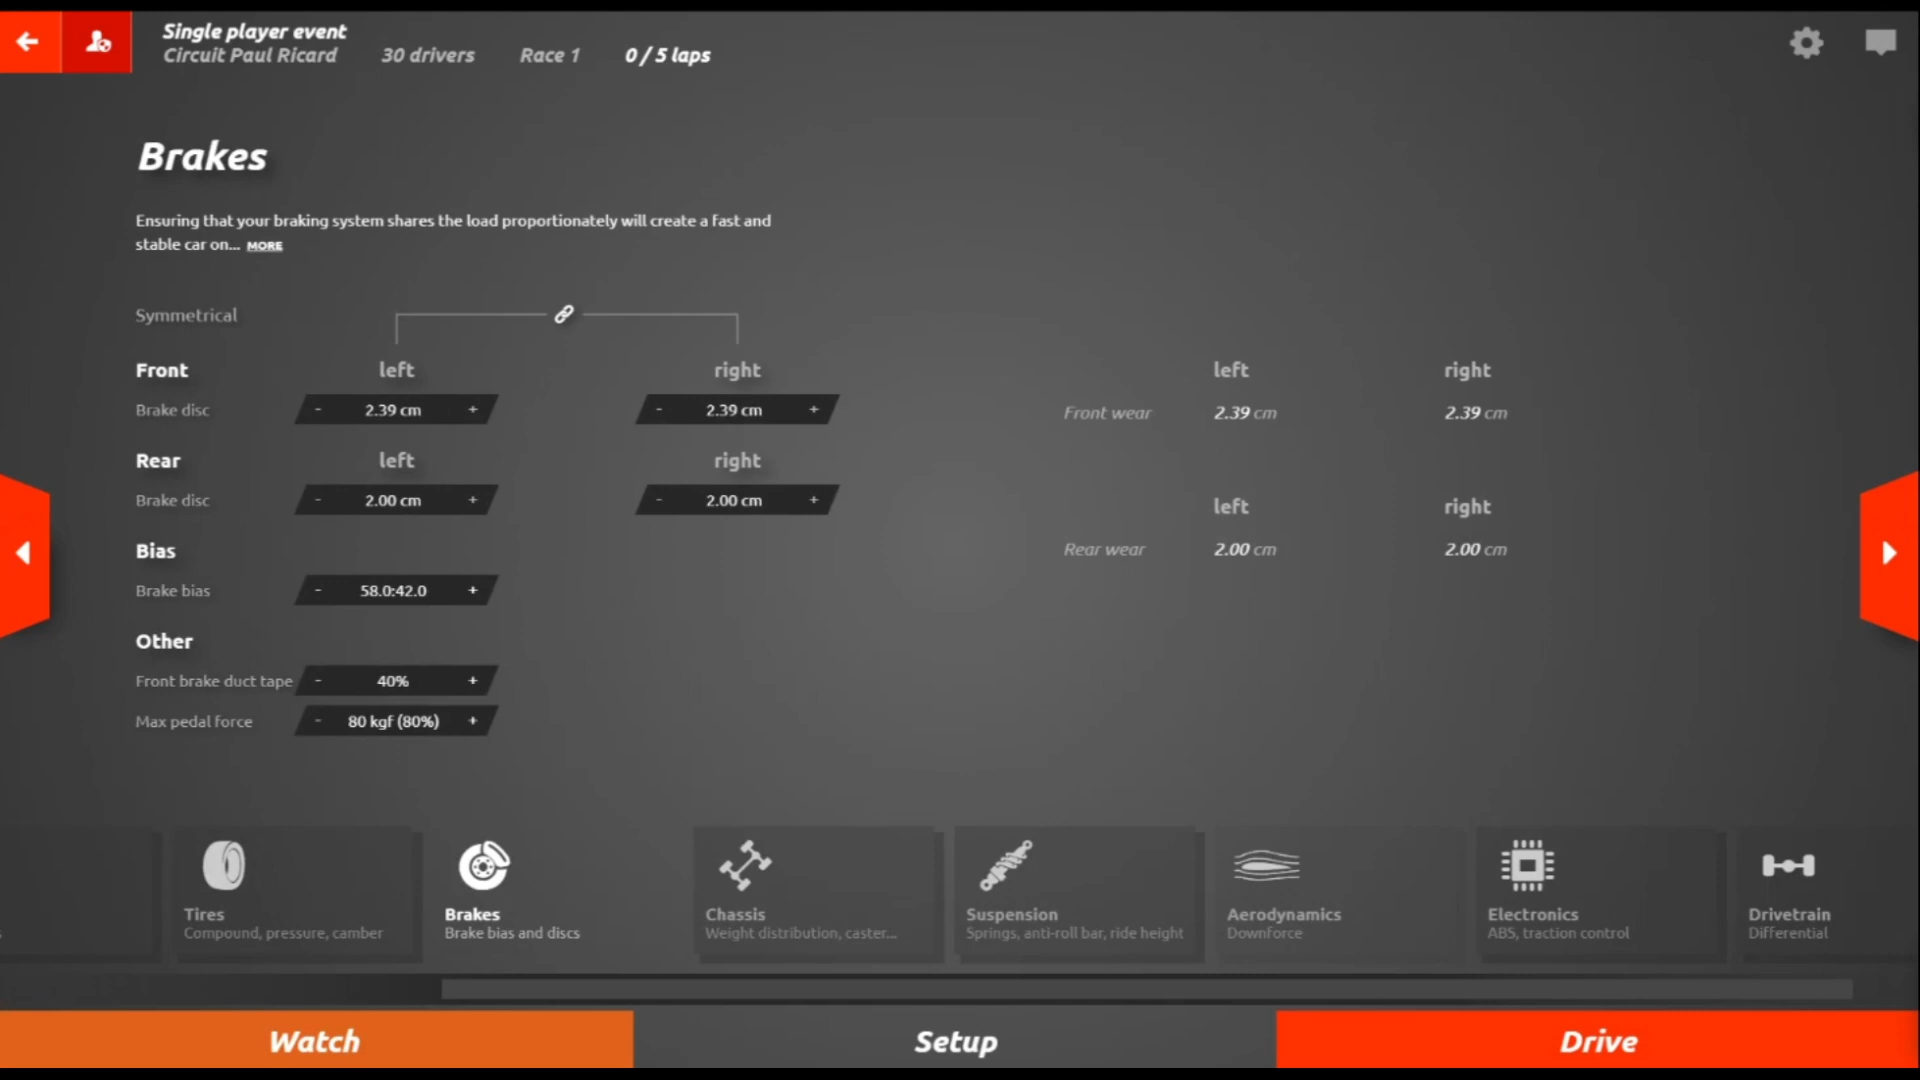 Single player event
Circuit Paul Ricard 30 drivers Race 1 0 / 5 laps
Brakes
Ensuring that your braking system shares the load proportionately will create a fast and
stable car on... MORE
Symmetrical
Front left right
Brake disc - 2.39 cm + - 2.39 cm +
Rear left right
Brake disc - 2.00 cm + - 2.00 cm +
Bias
Brake bias - 58.0:42.0 +
Other
Front brake duct tape - 40% +
Max pedal force - 80 kgf (80%) +
left right
Front wear 2.39 cm 2.39 cm
left right
Rear wear 2.00 cm 2.00 cm
Tires
Compound, pressure, camber
Brakes
Brake bias and discs
Chassis
Weight distribution, caster...
Suspension
Springs, anti-roll bar, ride height
Aerodynamics
Downforce
Electronics
ABS, traction control
Drivetrain
Differential
Watch Setup Drive